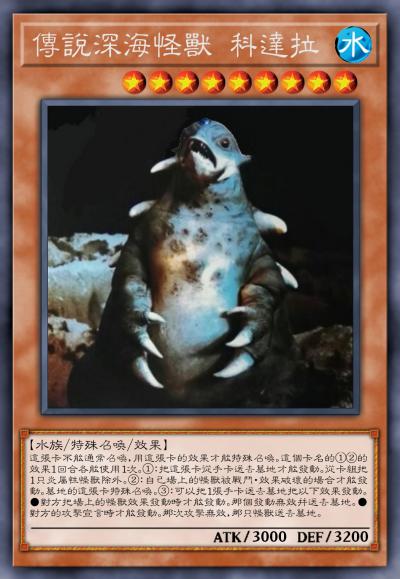 傳說深海怪獸 科達拉
水
【水族/特殊召喚/效果】
這張卡不能通常召喚,用這張卡的效果才能特殊召喚。這個卡名的①②的
效果1回合各能使用1次。①:把這張卡從手卡送去墓地才能發動。從卡組把
1只炎屬性怪獸除外。②:自己場上的怪獸被戰鬥·效果破壞的場合才能發
動。墓地的這張卡特殊召喚。③:可以把1張手卡送去墓地把以下效果發動。
●對方把場上的怪獸效果發動時才能發動。那個發動無效并送去墓地。●
對方的攻擊宣言時才能發動。那次攻擊無效,那只怪獸送去墓地。
ATK/3000 DEF/3200